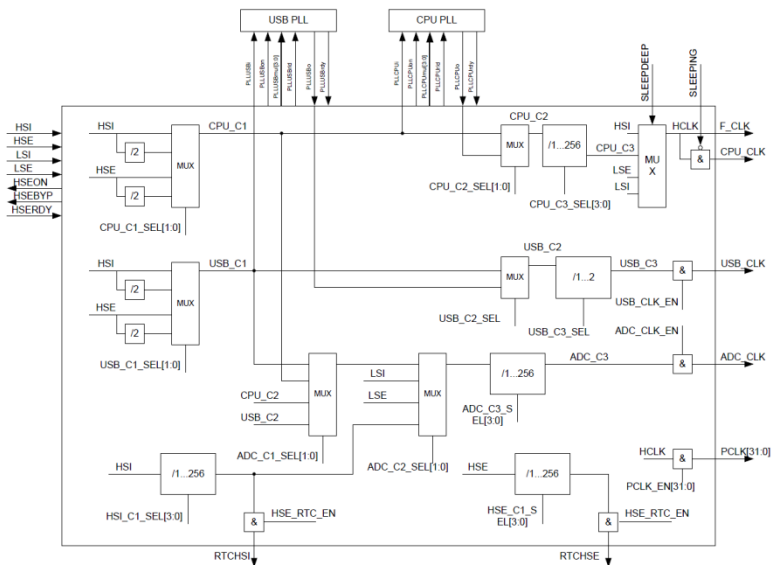 USB PLL
CPU PLL
PLLUSBi
PLLUSBon
PLLUSBmul[3:0]
PLLUSBrld
PLLUSBo
PLLUSBrdy
PLLCPUi
PLLCPUon
PLLCPUmul[3:0]
PLLCPUrld
PLLCPUo
PLLCPUrdy
SLEEPDEEP
SLEEPING
HSI
HSE
LSI
LSE
HSEON
HSEBYP
HSERDY
HSI
/2
HSE
/2
MUX
CPU_C1
CPU_C1_SEL[1:0]
CPU_C2
MUX
/1...256
CPU_C2_SEL[1:0]
CPU_C3_SEL[3:0]
HSI
CPU_C3
LSE
LSI
MU
X
HCLK
&
F_CLK
CPU_CLK
HSI
/2
HSE
/2
MUX
USB_C1
USB_C1_SEL[1:0]
USB_C2
MUX
/1...2
USB_C3
&
USB_CLK
USB_C2_SEL
USB_C3_SEL
USB_CLK_EN
ADC_CLK_EN
MUX
CPU_C2
USB_C2
ADC_C1_SEL[1:0]
LSI
LSE
MUX
ADC_C2_SEL[1:0]
/1...256
ADC_C3
&
ADC_CLK
ADC_C3_S
EL[3:0]
HSI
/1...256
HSI_C1_SEL[3:0]
&
HSE_RTC_EN
RTCHSI
HSE
/1...256
HSE_C1_S
EL[3:0]
&
HSE_RTC_EN
RTCHSE
HCLK
&
PCLK[31:0]
PCLK_EN[31:0]